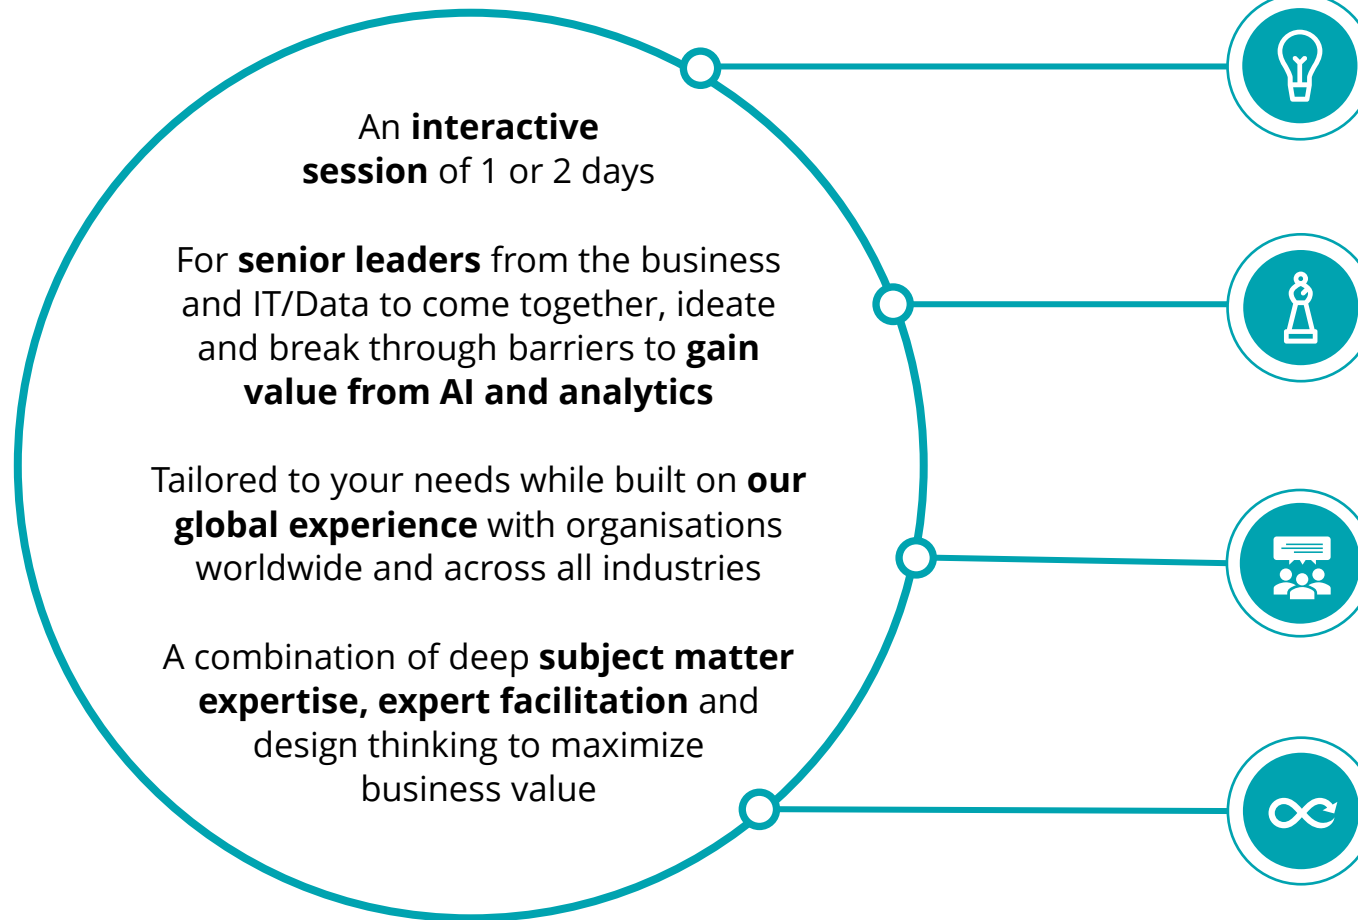 An interactive
session of 1 or 2 days
For senior leaders from the business
and IT/Data to come together, ideate
and break through barriers to gain
value from AI and analytics
Tailored to your needs while built on our
global experience with organisations
worldwide and across all industries
A combination of deep subject matter
expertise, expert facilitation and
design thinking to maximize
business value